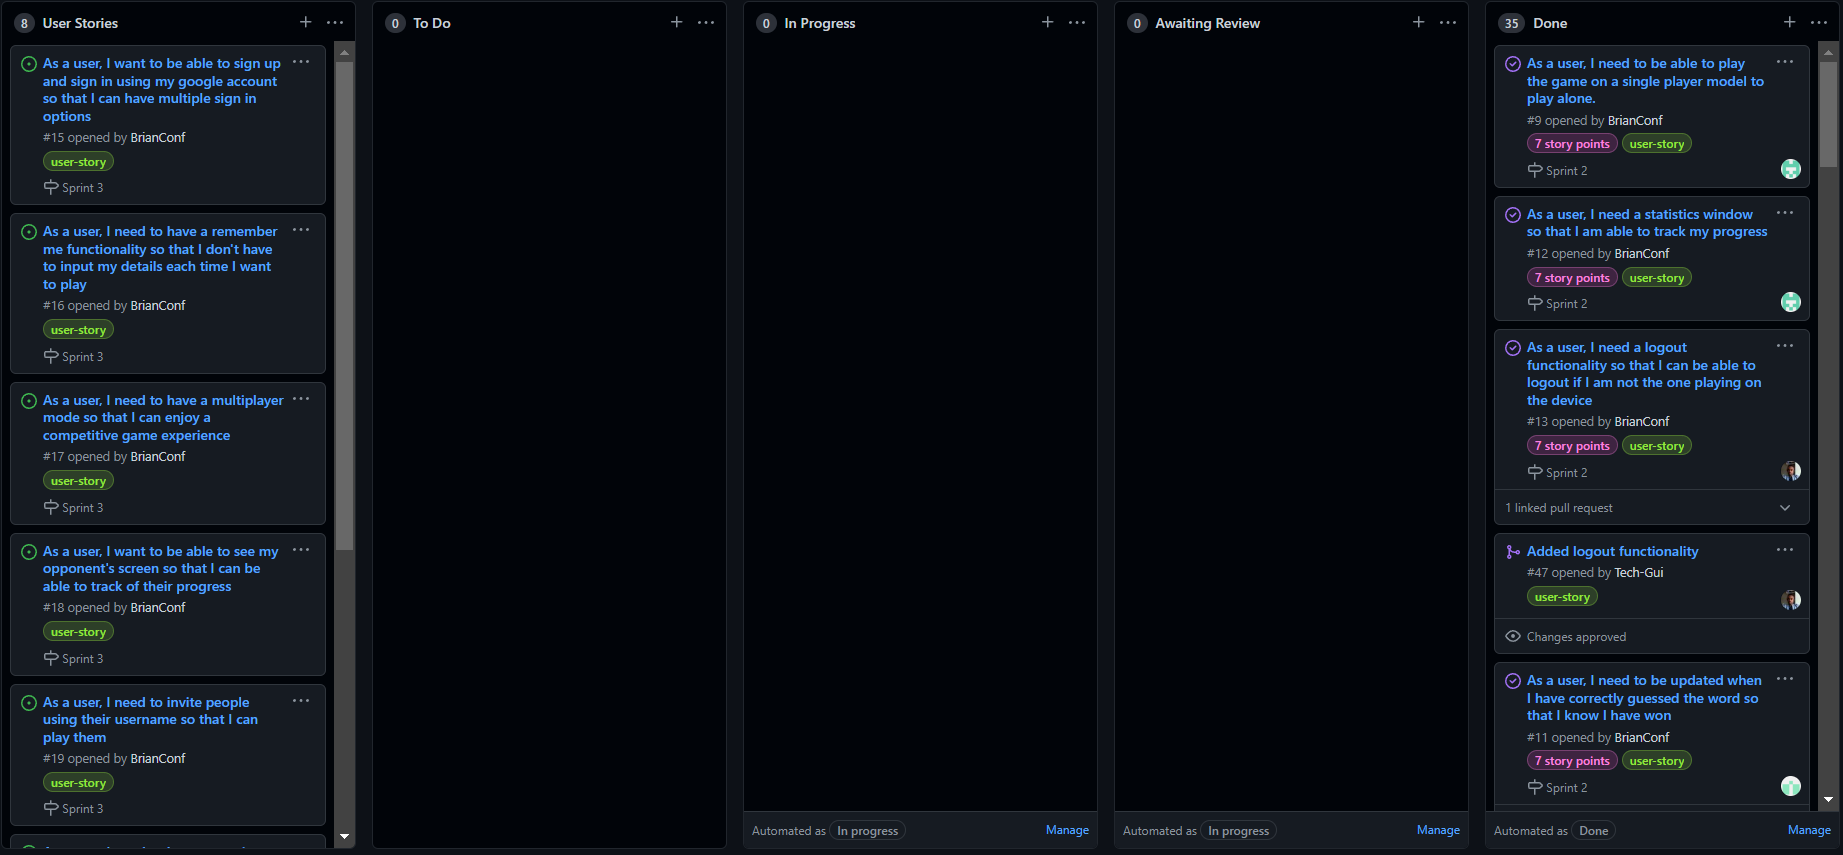 8 User Stories
As a user, I want to be able to sign up
and sign in using my google account
so that I can have multiple sign in
options
#15 opened by BrianConf
user-story
Sprint 3
As a user, I need to have a remember
me functionality so that I don't have
to input my details each time I want
to play
#16 opened by BrianConf
user-story
Sprint 3
As a user, I need to have a multiplayer
mode so that I can enjoy a
competitive game experience
#17 opened by BrianConf
user-story
Sprint 3
As a user, I want to be able to see my
opponent's screen so that I can be
able to track of their progress
#18 opened by BrianConf
user-story
Sprint 3
As a user, I need to invite people
using their username so that I can
play them
#19 opened by BrianConf
user-story
Sprint 3
0 To Do
0 In Progress
Automated as In progress Manage
0 Awaiting Review
Automated as In progress Manage
35 Done
As a user, I need to be able to play
the game on a single player model to
play alone.
#9 opened by BrianConf
7 story points user-story
Sprint 2
As a user, I need a statistics window
so that I am able to track my progress
#12 opened by BrianConf
7 story points user-story
Sprint 2
As a user, I need a logout
functionality so that I can be able to
logout if I am not the one playing on
the device
#13 opened by BrianConf
7 story points user-story
Sprint 2
1 linked pull request
Added logout functionality
#47 opened by Tech-Gui
user-story
Changes approved
As a user, I need to be updated when
I have correctly guessed the word so
that I know I have won
#11 opened by BrianConf
7 story points user-story
Sprint 2
Automated as Done Manage